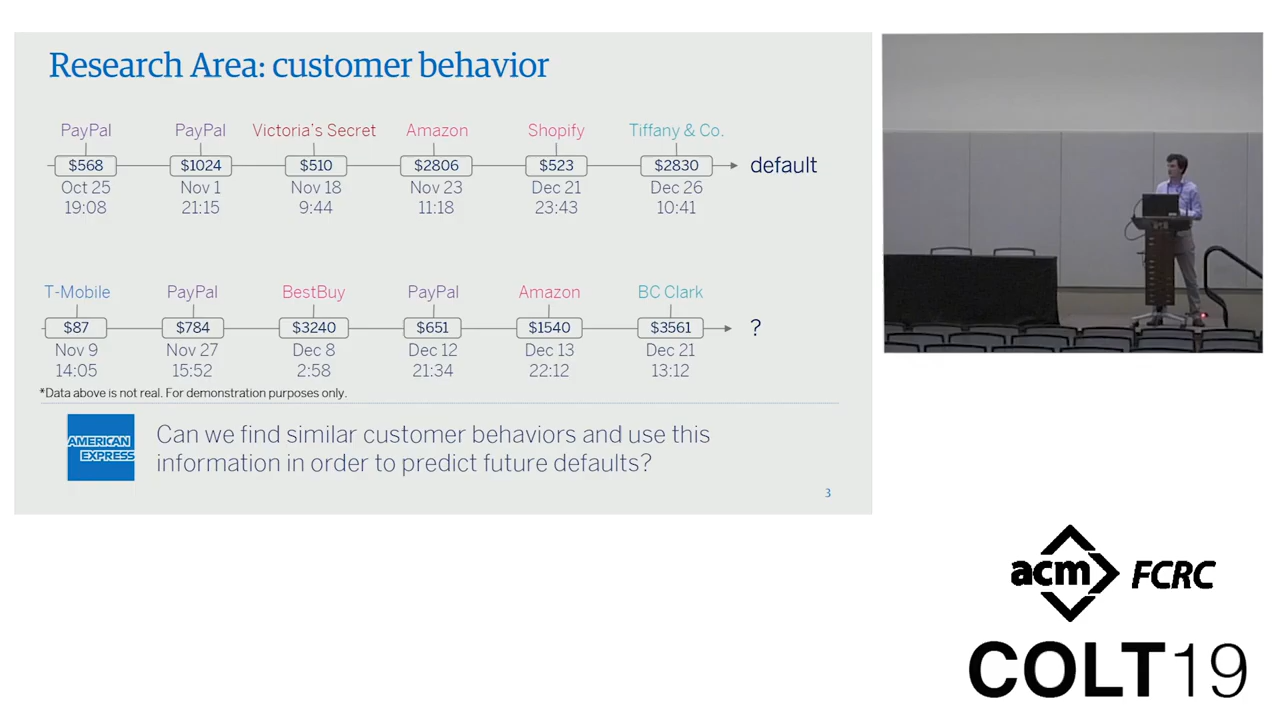 Research Area: customer behavior
PayPal PayPal Victoria's Secret Amazon Shopify Tiffany & Co.
$568 $1024 $510 $2806 $523 $2830 default
Oct 25 Nov 1 Nov 18 Nov 23 Dec 21 Dec 26
19:08 21:15 9:44 11:18 23:43 10:41
T-Mobile PayPal BestBuy PayPal Amazon BC Clark
$87 $784 $3240 $651 $1540 $3561 ?
Nov 9 Nov 27 Dec 8 Dec 12 Dec 13 Dec 21
14:05 15:52 2:58 21:34 22:12 13:12
*Data above is not real. For demonstration purposes only.
AMERICAN
EXPRESS
Can we find similar customer behaviors and use this
information in order to predict future defaults?
3
acm FCRC
COLT19